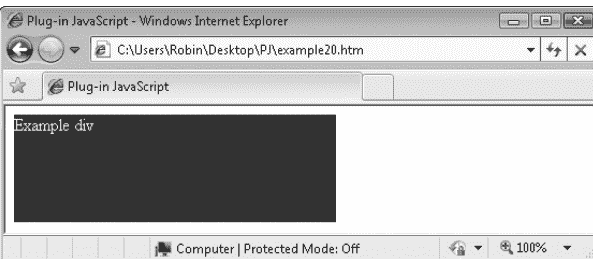 Plug-in JavaScript - Windows Internet Explorer
C:\Users\Robin\Desktop\PJ\example20.htm
Plug-in JavaScript
Example div
Computer | Protected Mode: Off
100%